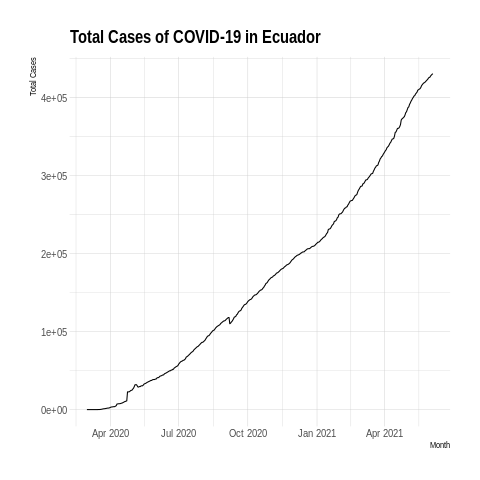 Total Cases of COVID-19 in Ecuador
Total Cases
4e+05
3e+05
2e+05
1e+05
0e+00
Apr 2020 Jul 2020 Oct 2020 Jan 2021 Apr 2021
Month